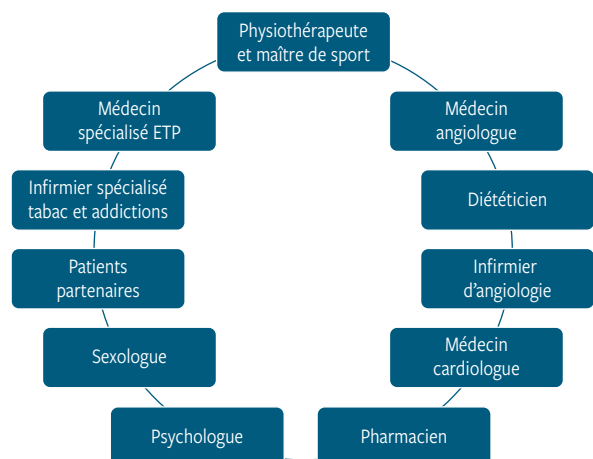 Physiothérapeute
et maître de sport
Médecin
spécialisé ETP
Médecin
angiologue
Infirmier spécialisé
tabac et addictions
Diététicien
Patients
partenaires
Infirmier
d’angiologie
Sexologue
Médecin
cardiologue
Psychologue
Pharmacien